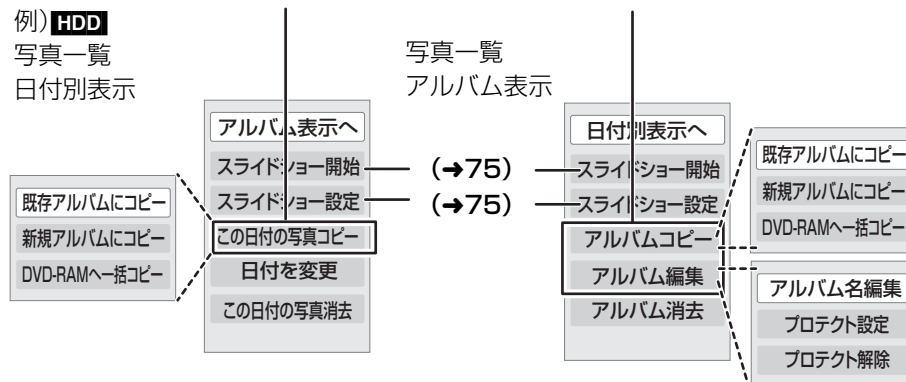 例)HDD
写真一覧
日付別表示
アルバム表示へ
スライドショー開始
スライドショー設定
この日付の写真コピー
日付を変更
この日付の写真消去
既存アルバムにコピー
新規アルバムにコピー
DVD-RAMへ一括コピー
(➔75)
(➔75)
写真一覧
アルバム表示
日付別表示へ
スライドショー開始
スライドショー設定
アルバムコピー
アルバム編集
アルバム消去
既存アルバムにコピー
新規アルバムにコピー
DVD-RAMへ一括コピー
アルバム名編集
プロテクト設定
プロテクト解除